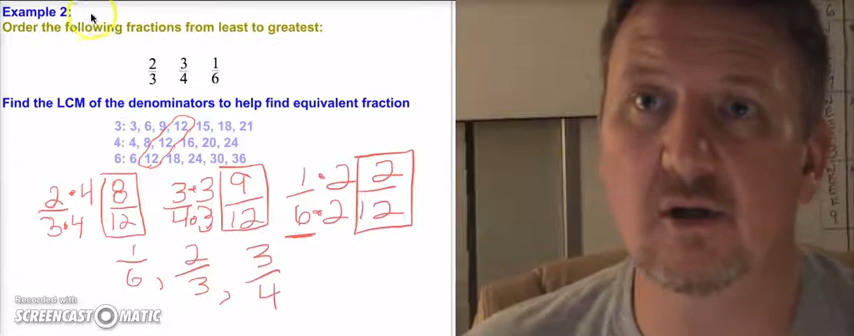 Example 2:
Order the following fractions from least to greatest:
2/3 3/4 1/6
Find the LCM of the denominators to help find equivalent fraction
3: 3, 6, 9, 12, 15, 18, 21
4: 4, 8, 12, 16, 20, 24
6: 6, 12, 18, 24, 30, 36
2•4/3•4 8/12 3•3/4•3 9/12 1•2/6•2 2/12
1/6, 2/3, 3/4
Recorded with
SCREENCAST O MATIC